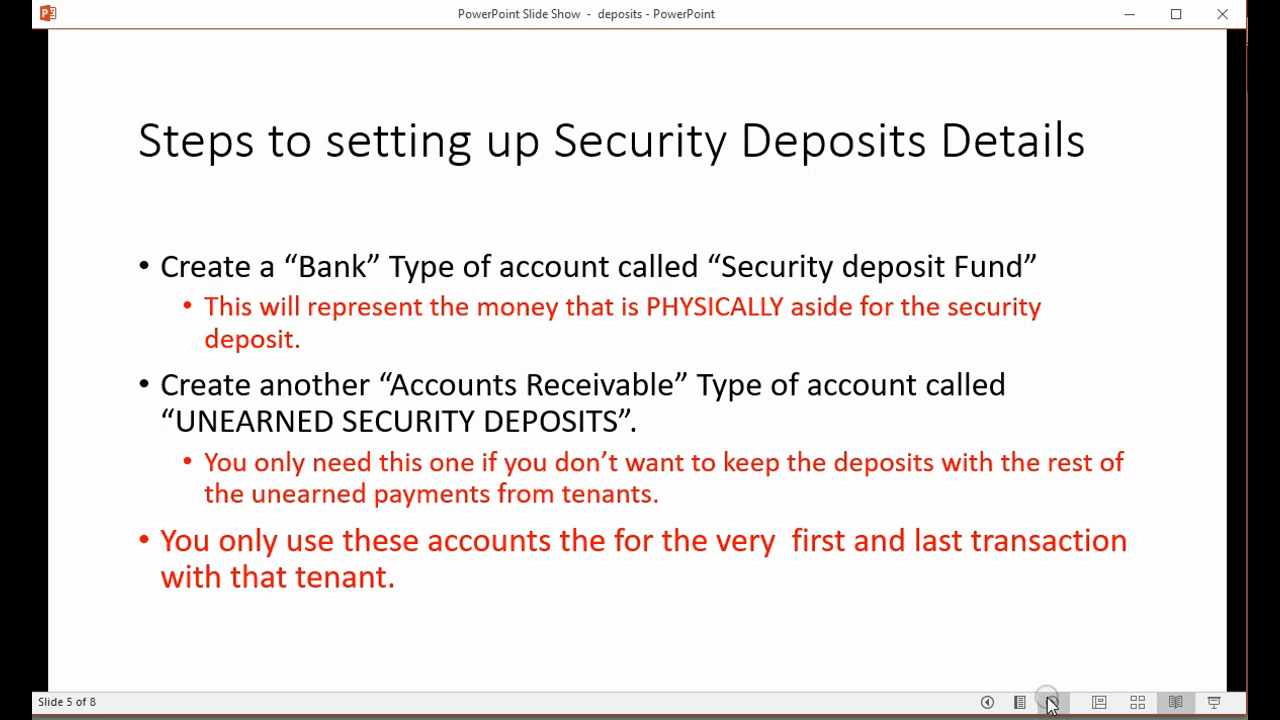 PowerPoint Slide Show - deposits - PowerPoint
Steps to setting up Security Deposits Details
• Create a “Bank” Type of account called “Security deposit Fund”
• This will represent the money that is PHYSICALLY aside for the security
deposit.
• Create another “Accounts Receivable” Type of account called
“UNEARNED SECURITY DEPOSITS”.
• You only need this one if you don’t want to keep the deposits with the rest of
the unearned payments from tenants.
• You only use these accounts the for the very  first and last transaction
with that tenant.
Slide 5 of 8